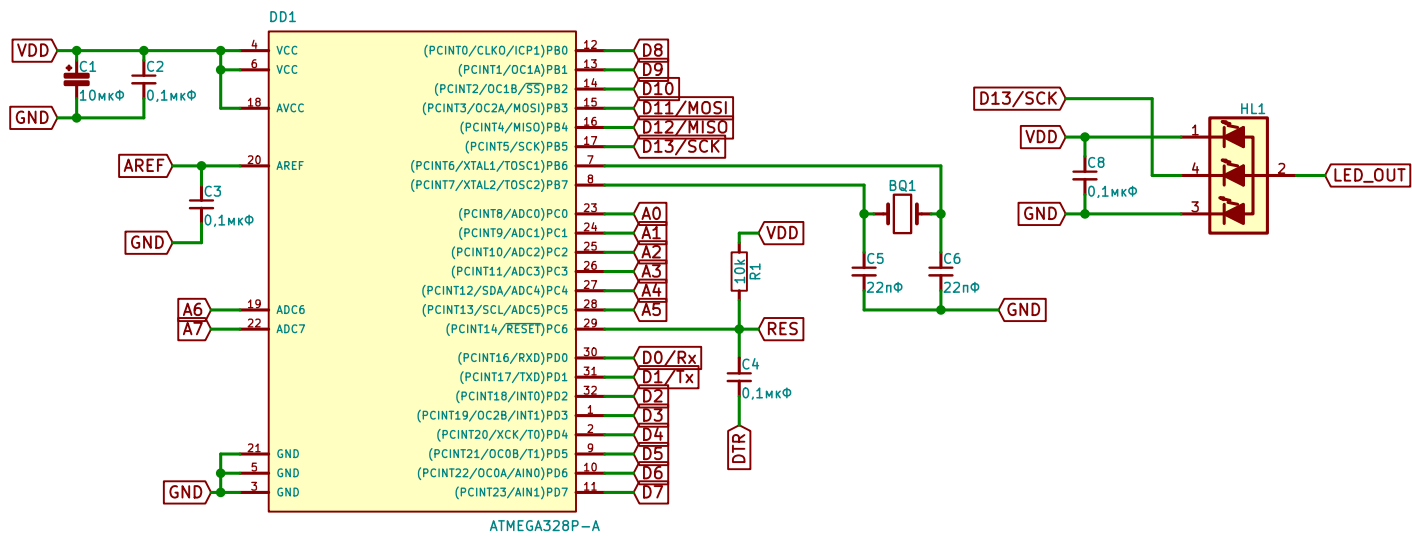 DD1
VDD
C1
10мкФ
C2
0,1мкФ
GND
AREF
C3
0,1мкФ
GND
A6
A7
GND
4 VCC
6 VCC
18 AVCC
20 AREF
19 ADC6
22 ADC7
21 GND
5 GND
3 GND
(PCINT0/CLKO/ICP1)PB0 12 D8
(PCINT1/OC1A)PB1 13 D9
(PCINT2/OC1B/SS)PB2 14 D10
(PCINT3/OC2A/MOSI)PB3 15 D11/MOSI
(PCINT4/MISO)PB4 16 D12/MISO
(PCINT5/SCK)PB5 17 D13/SCK
(PCINT6/XTAL1/TOSC1)PB6 7
(PCINT7/XTAL2/TOSC2)PB7 8
(PCINT8/ADC0)PC0 23 A0
(PCINT9/ADC1)PC1 24 A1
(PCINT10/ADC2)PC2 25 A2
(PCINT11/ADC3)PC3 26 A3
(PCINT12/SDA/ADC4)PC4 27 A4
(PCINT13/SCL/ADC5)PC5 28 A5
(PCINT14/RESET)PC6 29
(PCINT16/RXD)PD0 30 D0/Rx
(PCINT17/TXD)PD1 31 D1/Tx
(PCINT18/INT0)PD2 32 D2
(PCINT19/OC2B/INT1)PD3 1 D3
(PCINT20/XCK/T0)PD4 2 D4
(PCINT21/OC0B/T1)PD5 9 D5
(PCINT22/OC0A/AIN0)PD6 10 D6
(PCINT23/AIN1)PD7 11 D7
ATMEGA328P-A
VDD
10k
R1
RES
C4
0,1мкФ
DTR
BQ1
C5
22пФ
C6
22пФ
GND
D13/SCK
VDD
C8
0,1мкФ
GND
HL1
1
4
3
2
LED_OUT